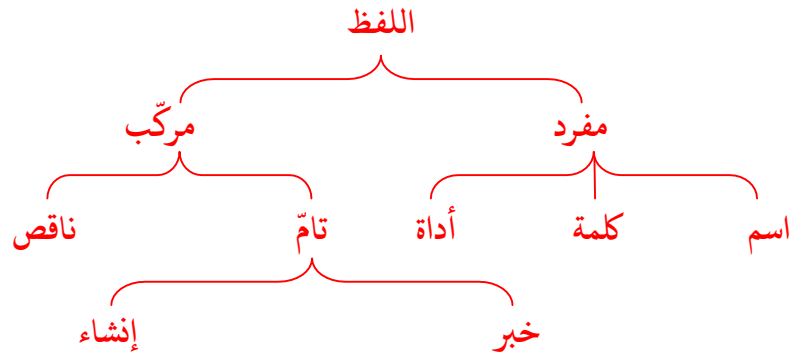 اللفظ
مفرد مركّب
اسم كلمة أداة تامّ ناقص
خبر إنشاء